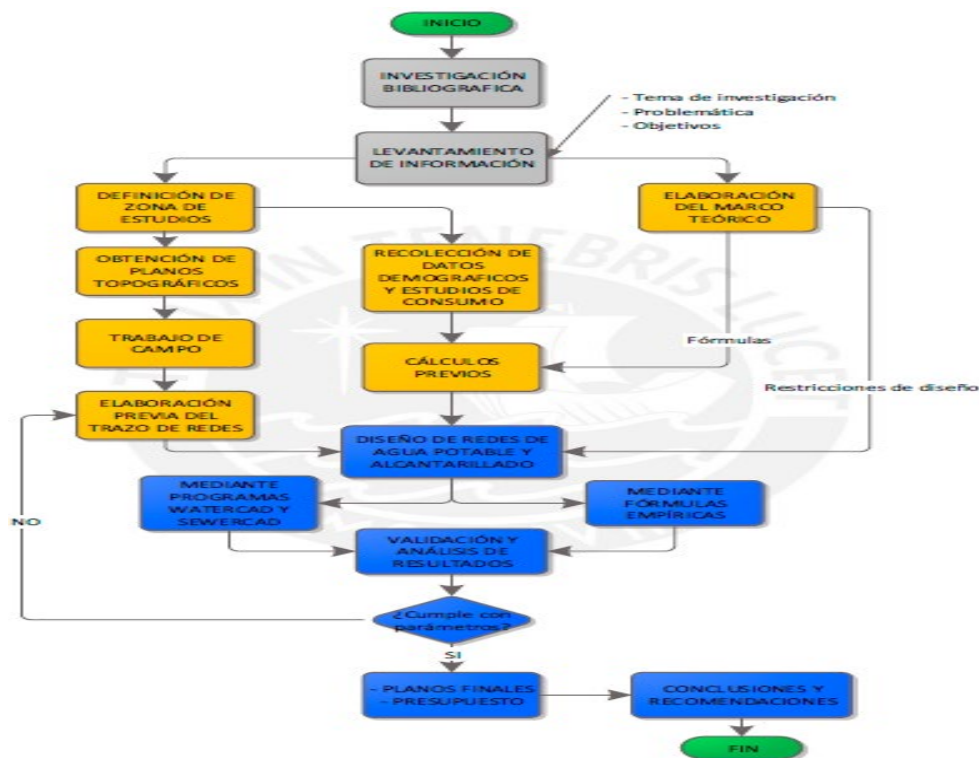 INICIO
INVESTIGACIÓN
BIBLIOGRAFICA
- Tema de investigación
- Problemática
- Objetivos
LEVANTAMIENTO
DE INFORMACIÓN
DEFINICIÓN DE
ZONA DE
ESTUDIOS
ELABORACIÓN
DEL MARCO
TEÓRICO
OBTENCIÓN DE
PLANOS
TOPOGRÁFICOS
RECOLECCIÓN DE
DATOS
DEMOGRAFICOS
Y ESTUDIOS DE
CONSUMO
TRABAJO DE
CAMPO
CÁLCULOS
PREVIOS
Fórmulas
Restricciones de diseño
ELABORACIÓN
PREVIA DEL
TRAZO DE REDES
DISEÑO DE REDES DE
AGUA POTABLE Y
ALCANTARILLADO
MEDIANTE
PROGRAMAS
WATERCAD Y
SEWERCAD
MEDIANTE
FÓRMULAS
EMPÍRICAS
NO
VALIDACIÓN Y
ANÁLISIS DE
RESULTADOS
¿Cumple con
parámetros?
SI
- PLANOS FINALES
- PRESUPUESTO
CONCLUSIONES Y
RECOMENDACIONES
FIN
TENEBRIS LUCET